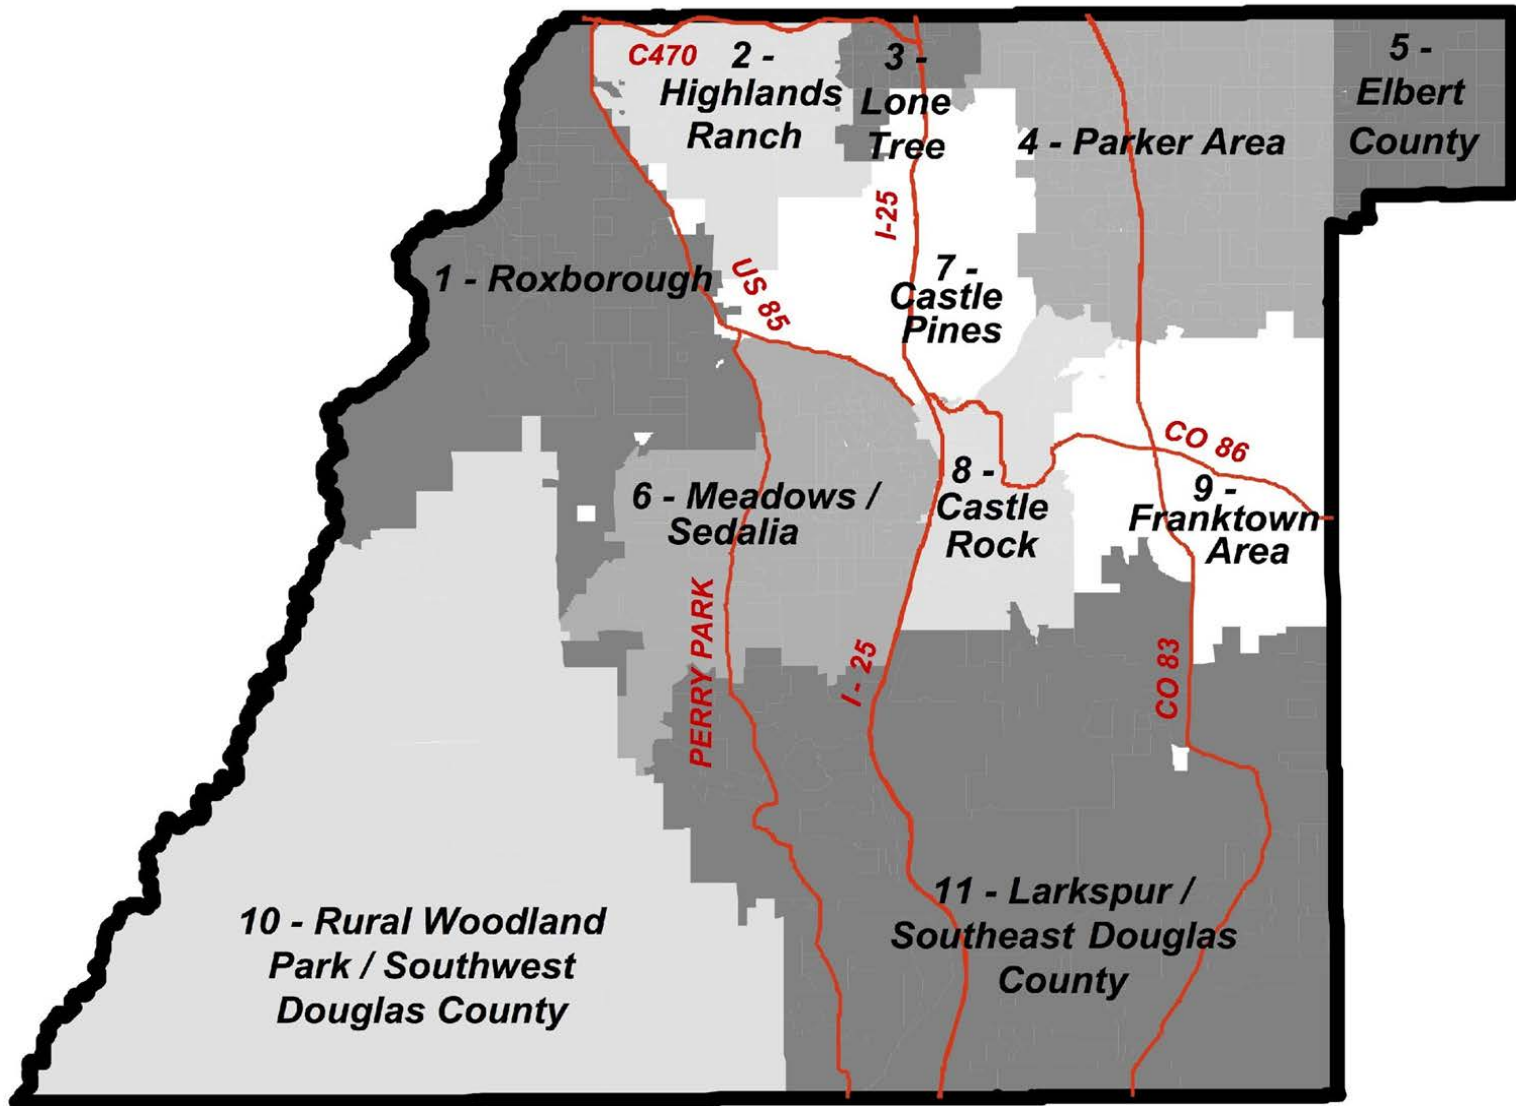 C470
2 -
Highlands
Ranch
3 -
Lone
Tree
4 - Parker Area
5 -
Elbert
County
1 - Roxborough
US 85
I-25
7 -
Castle
Pines
6 - Meadows /
Sedalia
8 -
Castle
Rock
CO 86
9 -
Franktown
Area
PERRY PARK
I - 25
CO 83
10 - Rural Woodland
Park / Southwest
Douglas County
11 - Larkspur /
Southeast Douglas
County